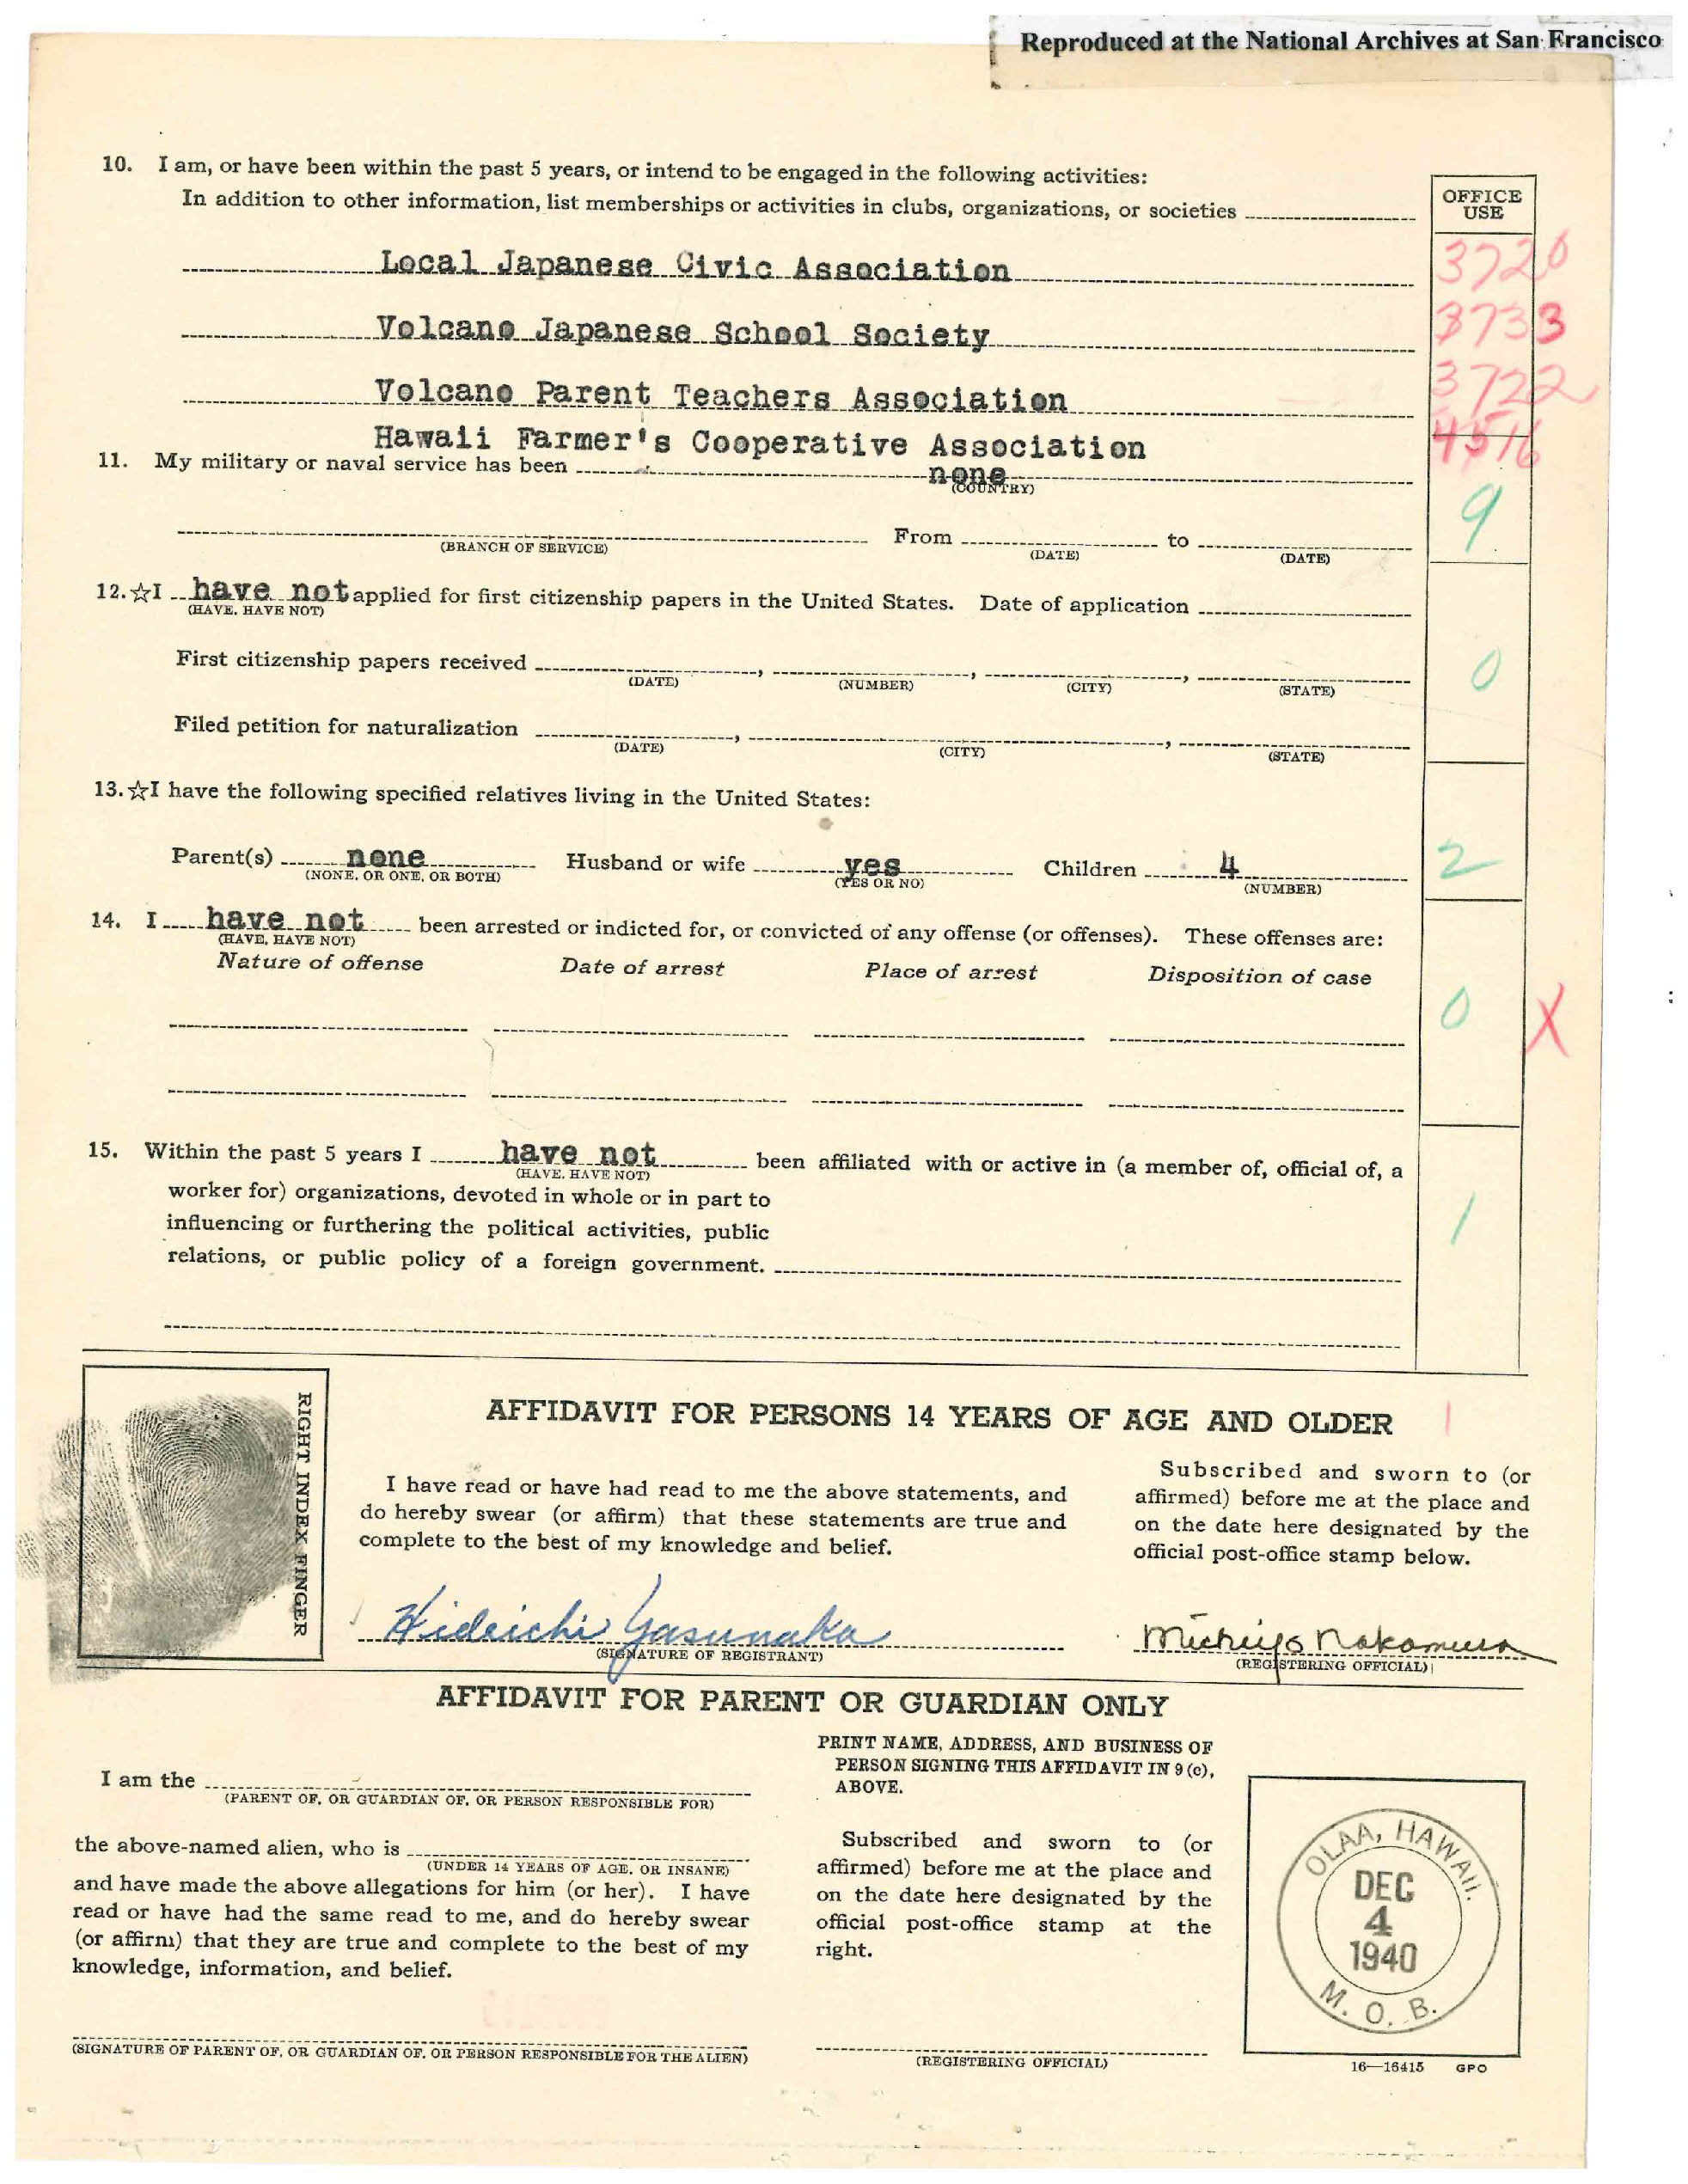 Reproduced at the National Archives at San Francisco
10. I am, or have been within the past 5 years, or intend to be engaged in the following activities:
In addition to other information, list memberships or activities in clubs, organizations, or societies
OFFICE
USE
Local Japanese Civic Association
3720
Volcano Japanese School Society
3733
Volcano Parent Teachers Association
3722
Hawaii Farmer's Cooperative Association
4516
11. My military or naval service has been none
(COUNTRY)
9
From to
(BRANCH OF SERVICE) (DATE) (DATE)
12. ☆I have not applied for first citizenship papers in the United States. Date of application
(HAVE, HAVE NOT)
First citizenship papers received , , ,
(DATE) (NUMBER) (CITY) (STATE)
0
Filed petition for naturalization , ,
(DATE) (CITY) (STATE)
13. ☆I have the following specified relatives living in the United States:
Parent(s) none Husband or wife yes Children 4
(NONE, OR ONE, OR BOTH) (YES OR NO) (NUMBER)
2
14. I have not been arrested or indicted for, or convicted of any offense (or offenses). These offenses are:
(HAVE, HAVE NOT)
Nature of offense Date of arrest Place of arrest Disposition of case
0 X
15. Within the past 5 years I have not been affiliated with or active in (a member of, official of, a
(HAVE, HAVE NOT)
worker for) organizations, devoted in whole or in part to
influencing or furthering the political activities, public
relations, or public policy of a foreign government.
1
RIGHT INDEX FINGER
AFFIDAVIT FOR PERSONS 14 YEARS OF AGE AND OLDER
I have read or have had read to me the above statements, and
do hereby swear (or affirm) that these statements are true and
complete to the best of my knowledge and belief.
Subscribed and sworn to (or
affirmed) before me at the place and
on the date here designated by the
official post-office stamp below.
Hideichi Yasunaka
(SIGNATURE OF REGISTRANT)
Michiyo Nakamura
(REGISTERING OFFICIAL)
AFFIDAVIT FOR PARENT OR GUARDIAN ONLY
I am the
(PARENT OF, OR GUARDIAN OF, OR PERSON RESPONSIBLE FOR)
the above-named alien, who is
(UNDER 14 YEARS OF AGE, OR INSANE)
and have made the above allegations for him (or her). I have
read or have had the same read to me, and do hereby swear
(or affirm) that they are true and complete to the best of my
knowledge, information, and belief.
(SIGNATURE OF PARENT OF, OR GUARDIAN OF, OR PERSON RESPONSIBLE FOR THE ALIEN)
PRINT NAME, ADDRESS, AND BUSINESS OF
PERSON SIGNING THIS AFFIDAVIT IN 9 (c),
ABOVE.
Subscribed and sworn to (or
affirmed) before me at the place and
on the date here designated by the
official post-office stamp at the
right.
(REGISTERING OFFICIAL)
OLAA, HAWAII.
DEC
4
1940
M. O. B.
16—16415 GPO